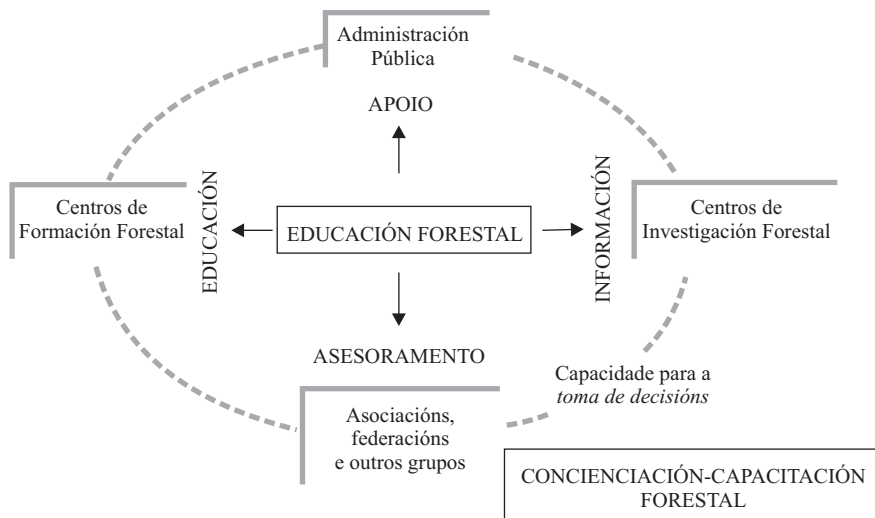 Administración
Pública
APOIO
Centros de
Formación Forestal
EDUCACIÓN
EDUCACIÓN FORESTAL
INFORMACIÓN
Centros de
Investigación Forestal
ASESORAMENTO
Capacidade para a
toma de decisións
Asociacións,
federacións
e outros grupos
CONCIENCIACIÓN-CAPACITACIÓN
FORESTAL